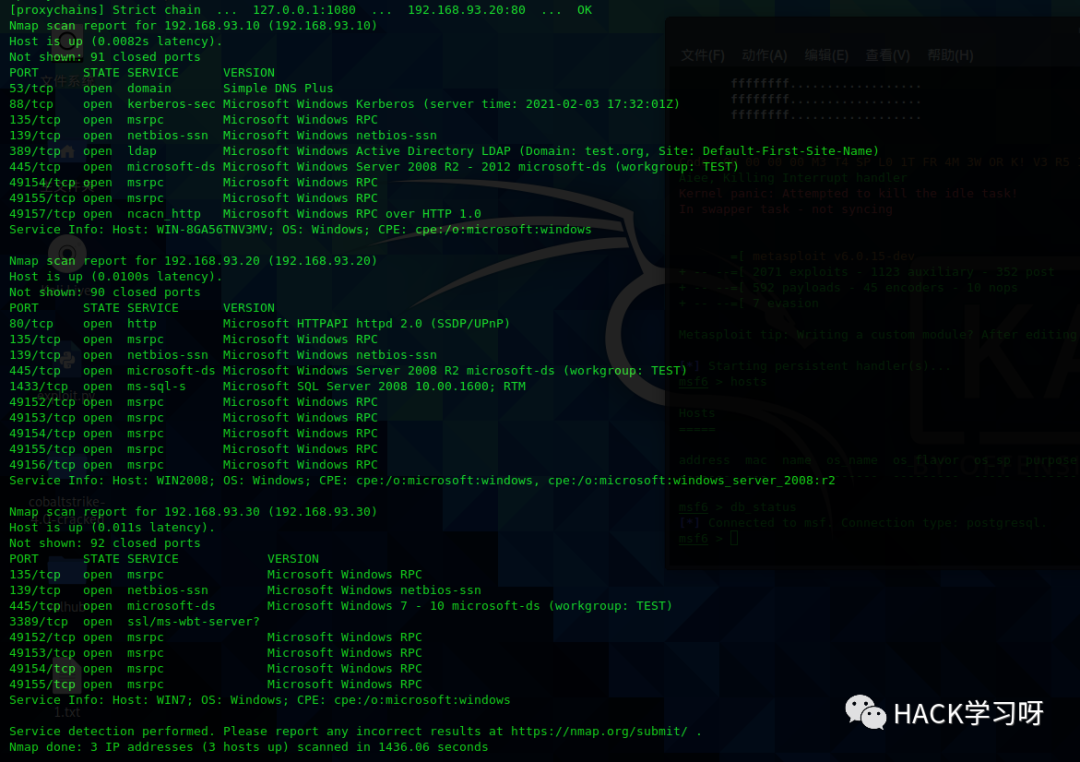 [proxychains] Strict chain  ...  127.0.0.1:1080  ...  192.168.93.20:80  ...  OK
Nmap scan report for 192.168.93.10 (192.168.93.10)
Host is up (0.0082s latency).
Not shown: 91 closed ports
PORT      STATE SERVICE      VERSION
53/tcp    open  domain       Simple DNS Plus
88/tcp    open  kerberos-sec Microsoft Windows Kerberos (server time: 2021-02-03 17:32:01Z)
135/tcp   open  msrpc        Microsoft Windows RPC
139/tcp   open  netbios-ssn  Microsoft Windows netbios-ssn
389/tcp   open  ldap         Microsoft Windows Active Directory LDAP (Domain: test.org, Site: Default-First-Site-Name)
445/tcp   open  microsoft-ds Microsoft Windows Server 2008 R2 - 2012 microsoft-ds (workgroup: TEST)
49154/tcp open  msrpc        Microsoft Windows RPC
49155/tcp open  msrpc        Microsoft Windows RPC
49157/tcp open  ncacn_http   Microsoft Windows RPC over HTTP 1.0
Service Info: Host: WIN-8GA56TNV3MV; OS: Windows; CPE: cpe:/o:microsoft:windows
Nmap scan report for 192.168.93.20 (192.168.93.20)
Host is up (0.0100s latency).
Not shown: 90 closed ports
PORT      STATE SERVICE      VERSION
80/tcp    open  http         Microsoft HTTPAPI httpd 2.0 (SSDP/UPnP)
135/tcp   open  msrpc        Microsoft Windows RPC
139/tcp   open  netbios-ssn  Microsoft Windows netbios-ssn
445/tcp   open  microsoft-ds Microsoft Windows Server 2008 R2 microsoft-ds (workgroup: TEST)
1433/tcp  open  ms-sql-s     Microsoft SQL Server 2008 10.00.1600; RTM
49152/tcp open  msrpc        Microsoft Windows RPC
49153/tcp open  msrpc        Microsoft Windows RPC
49154/tcp open  msrpc        Microsoft Windows RPC
49155/tcp open  msrpc        Microsoft Windows RPC
49156/tcp open  msrpc        Microsoft Windows RPC
Service Info: Host: WIN2008; OS: Windows; CPE: cpe:/o:microsoft:windows, cpe:/o:microsoft:windows_server_2008:r2
Nmap scan report for 192.168.93.30 (192.168.93.30)
Host is up (0.011s latency).
Not shown: 92 closed ports
PORT      STATE SERVICE            VERSION
135/tcp   open  msrpc              Microsoft Windows RPC
139/tcp   open  netbios-ssn        Microsoft Windows netbios-ssn
445/tcp   open  microsoft-ds       Microsoft Windows 7 - 10 microsoft-ds (workgroup: TEST)
3389/tcp  open  ssl/ms-wbt-server?
49152/tcp open  msrpc              Microsoft Windows RPC
49153/tcp open  msrpc              Microsoft Windows RPC
49154/tcp open  msrpc              Microsoft Windows RPC
49155/tcp open  msrpc              Microsoft Windows RPC
Service Info: Host: WIN7; OS: Windows; CPE: cpe:/o:microsoft:windows
Service detection performed. Please report any incorrect results at https://nmap.org/submit/ .
Nmap done: 3 IP addresses (3 hosts up) scanned in 1436.06 seconds
文件(F) 动作(A) 编辑(E) 查看(V) 帮助(H)
ffffffff..................
ffffffff..................
ffffffff..................
Aiee, Killing Interrupt handler
Kernel panic: Attempted to kill the idle task!
In swapper task - not syncing
=[ metasploit v6.0.15-dev
+ -- --=[ 2071 exploits - 1123 auxiliary - 352 post
+ -- --=[ 592 payloads - 45 encoders - 10 nops
+ -- --=[ 7 evasion
Metasploit tip: Writing a custom module? After editing
[*] Starting persistent handler(s)...
msf6 > hosts
Hosts
=====
address  mac  name  os_name  os_flavor  os_sp  purpose
msf6 > db_status
[*] Connected to msf. Connection type: postgresql.
msf6 >
cobaltstrike-
1.txt
HACK学习呀